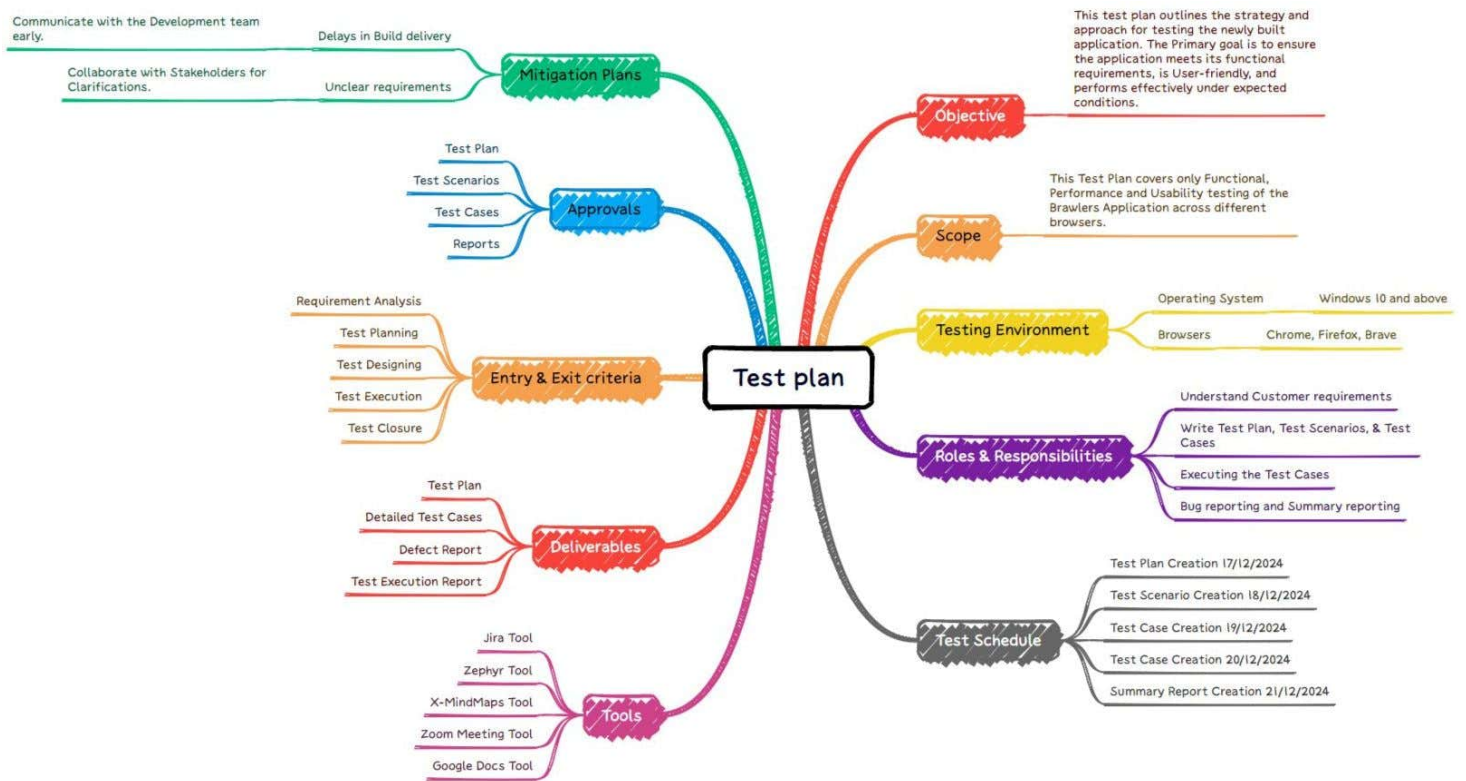 Test plan
Objective
This test plan outlines the strategy and
approach for testing the newly built
application. The Primary goal is to ensure
the application meets its functional
requirements, is User-friendly, and
performs effectively under expected
conditions.
Scope
This Test Plan covers only Functional,
Performance and Usability testing of the
Brawlers Application across different
browsers.
Testing Environment
Operating System
Windows 10 and above
Browsers
Chrome, Firefox, Brave
Roles & Responsibilities
Understand Customer requirements
Write Test Plan, Test Scenarios, & Test
Cases
Executing the Test Cases
Bug reporting and Summary reporting
Test Schedule
Test Plan Creation 17/12/2024
Test Scenario Creation 18/12/2024
Test Case Creation 19/12/2024
Test Case Creation 20/12/2024
Summary Report Creation 21/12/2024
Mitigation Plans
Delays in Build delivery
Communicate with the Development team
early.
Unclear requirements
Collaborate with Stakeholders for
Clarifications.
Approvals
Test Plan
Test Scenarios
Test Cases
Reports
Entry & Exit criteria
Requirement Analysis
Test Planning
Test Designing
Test Execution
Test Closure
Deliverables
Test Plan
Detailed Test Cases
Defect Report
Test Execution Report
Tools
Jira Tool
Zephyr Tool
X-MindMaps Tool
Zoom Meeting Tool
Google Docs Tool